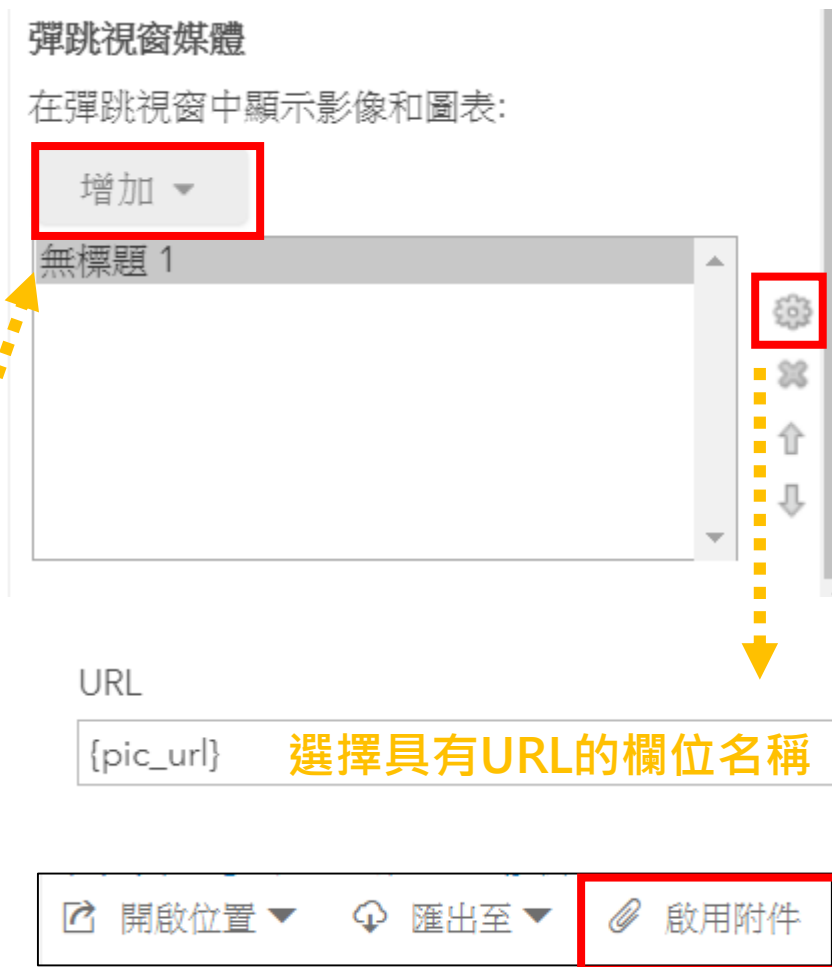 彈跳視窗媒體
在彈跳視窗中顯示影像和圖表:
增加
無標題 1
URL
{pic_url} 選擇具有URL的欄位名稱
開啟位置 匯出至 啟用附件